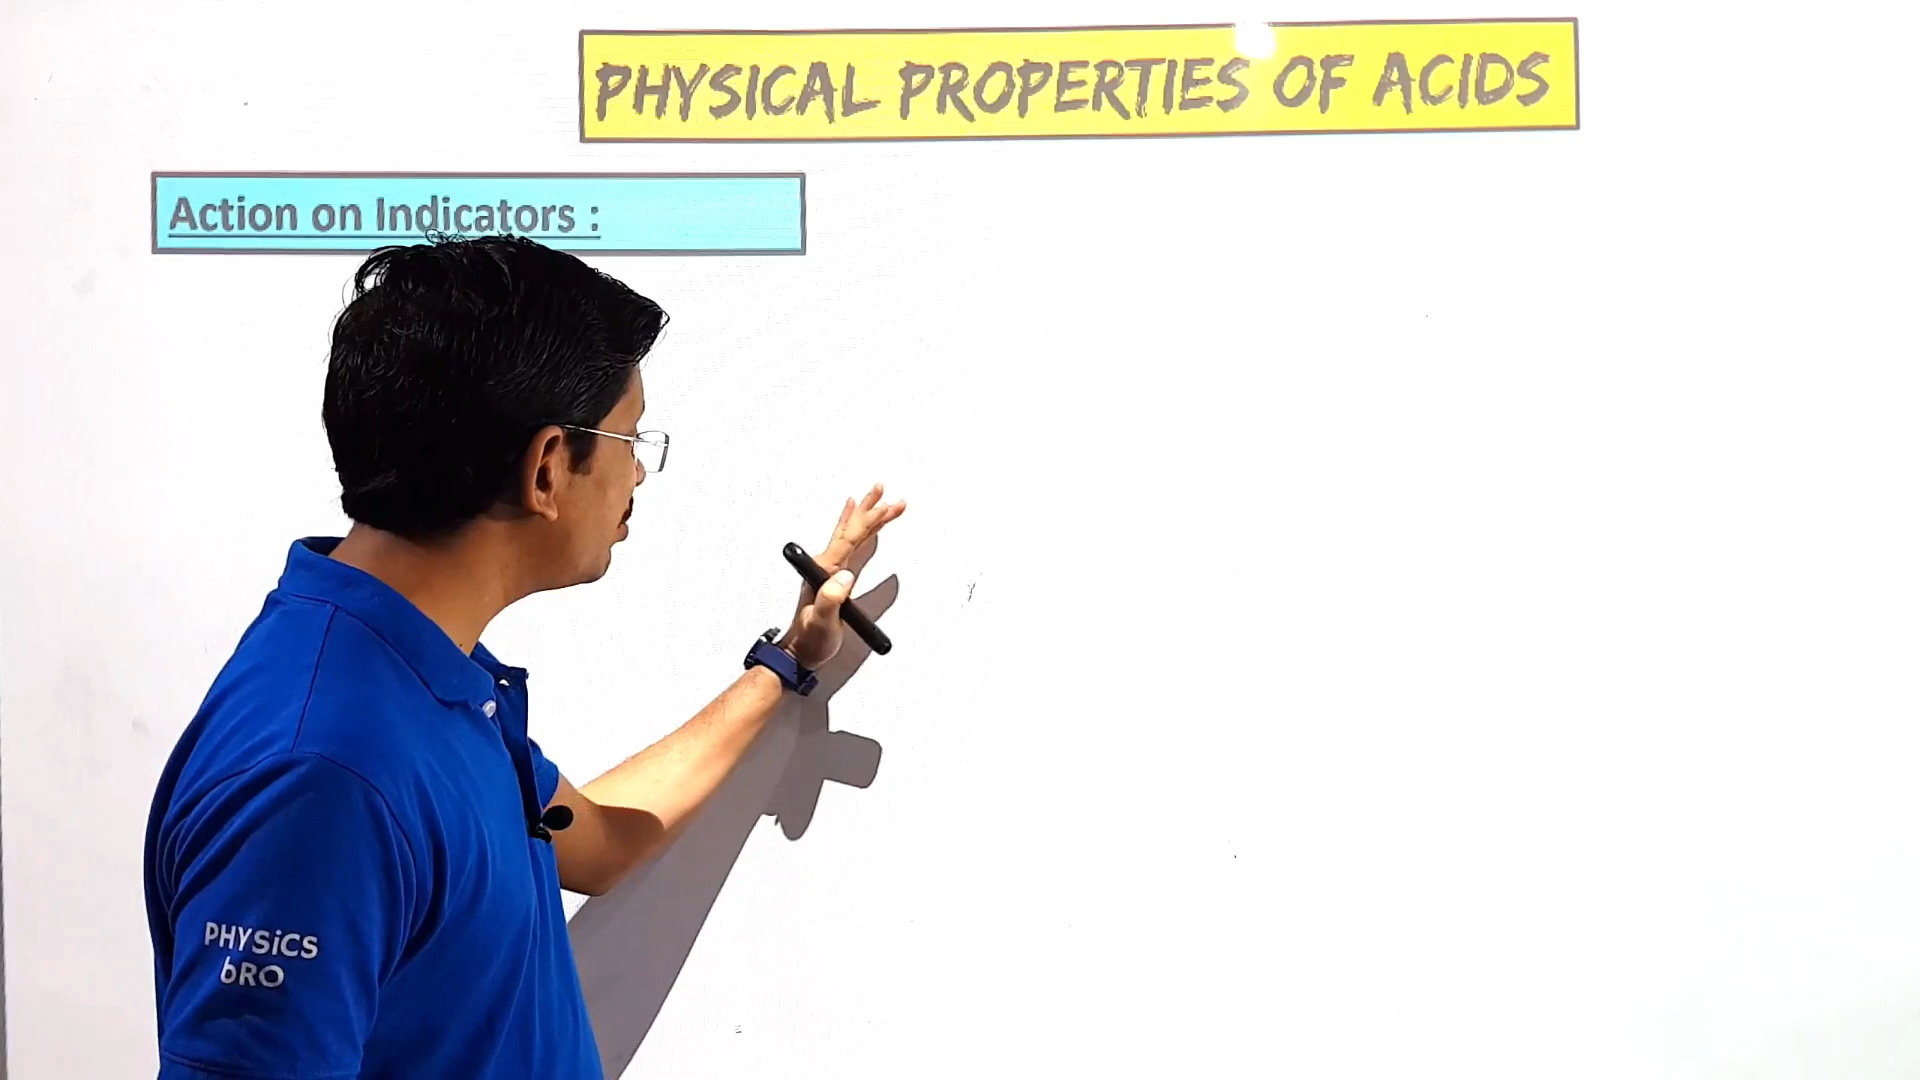 PHYSICAL PROPERTIES OF ACIDS
Action on Indicators :
PHYSiCS
bRO